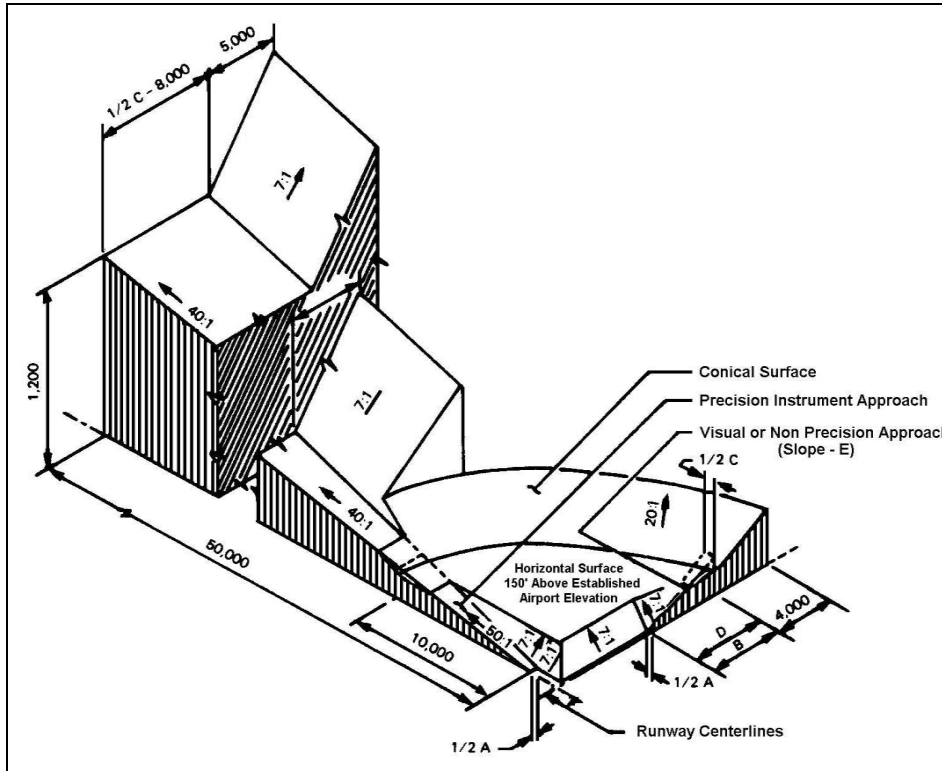 5,000
1/2 C - 8,000
7:1
40:1
1,200
7:1
Conical Surface
Precision Instrument Approach
Visual or Non Precision Approach
(Slope - E)
1/2 C
40:1
20:1
50,000
Horizontal Surface
150' Above Established
Airport Elevation
7:1
4,000
10,000
50:1
7:1
7:1
7:1
D
B
1/2 A
Runway Centerlines
1/2 A